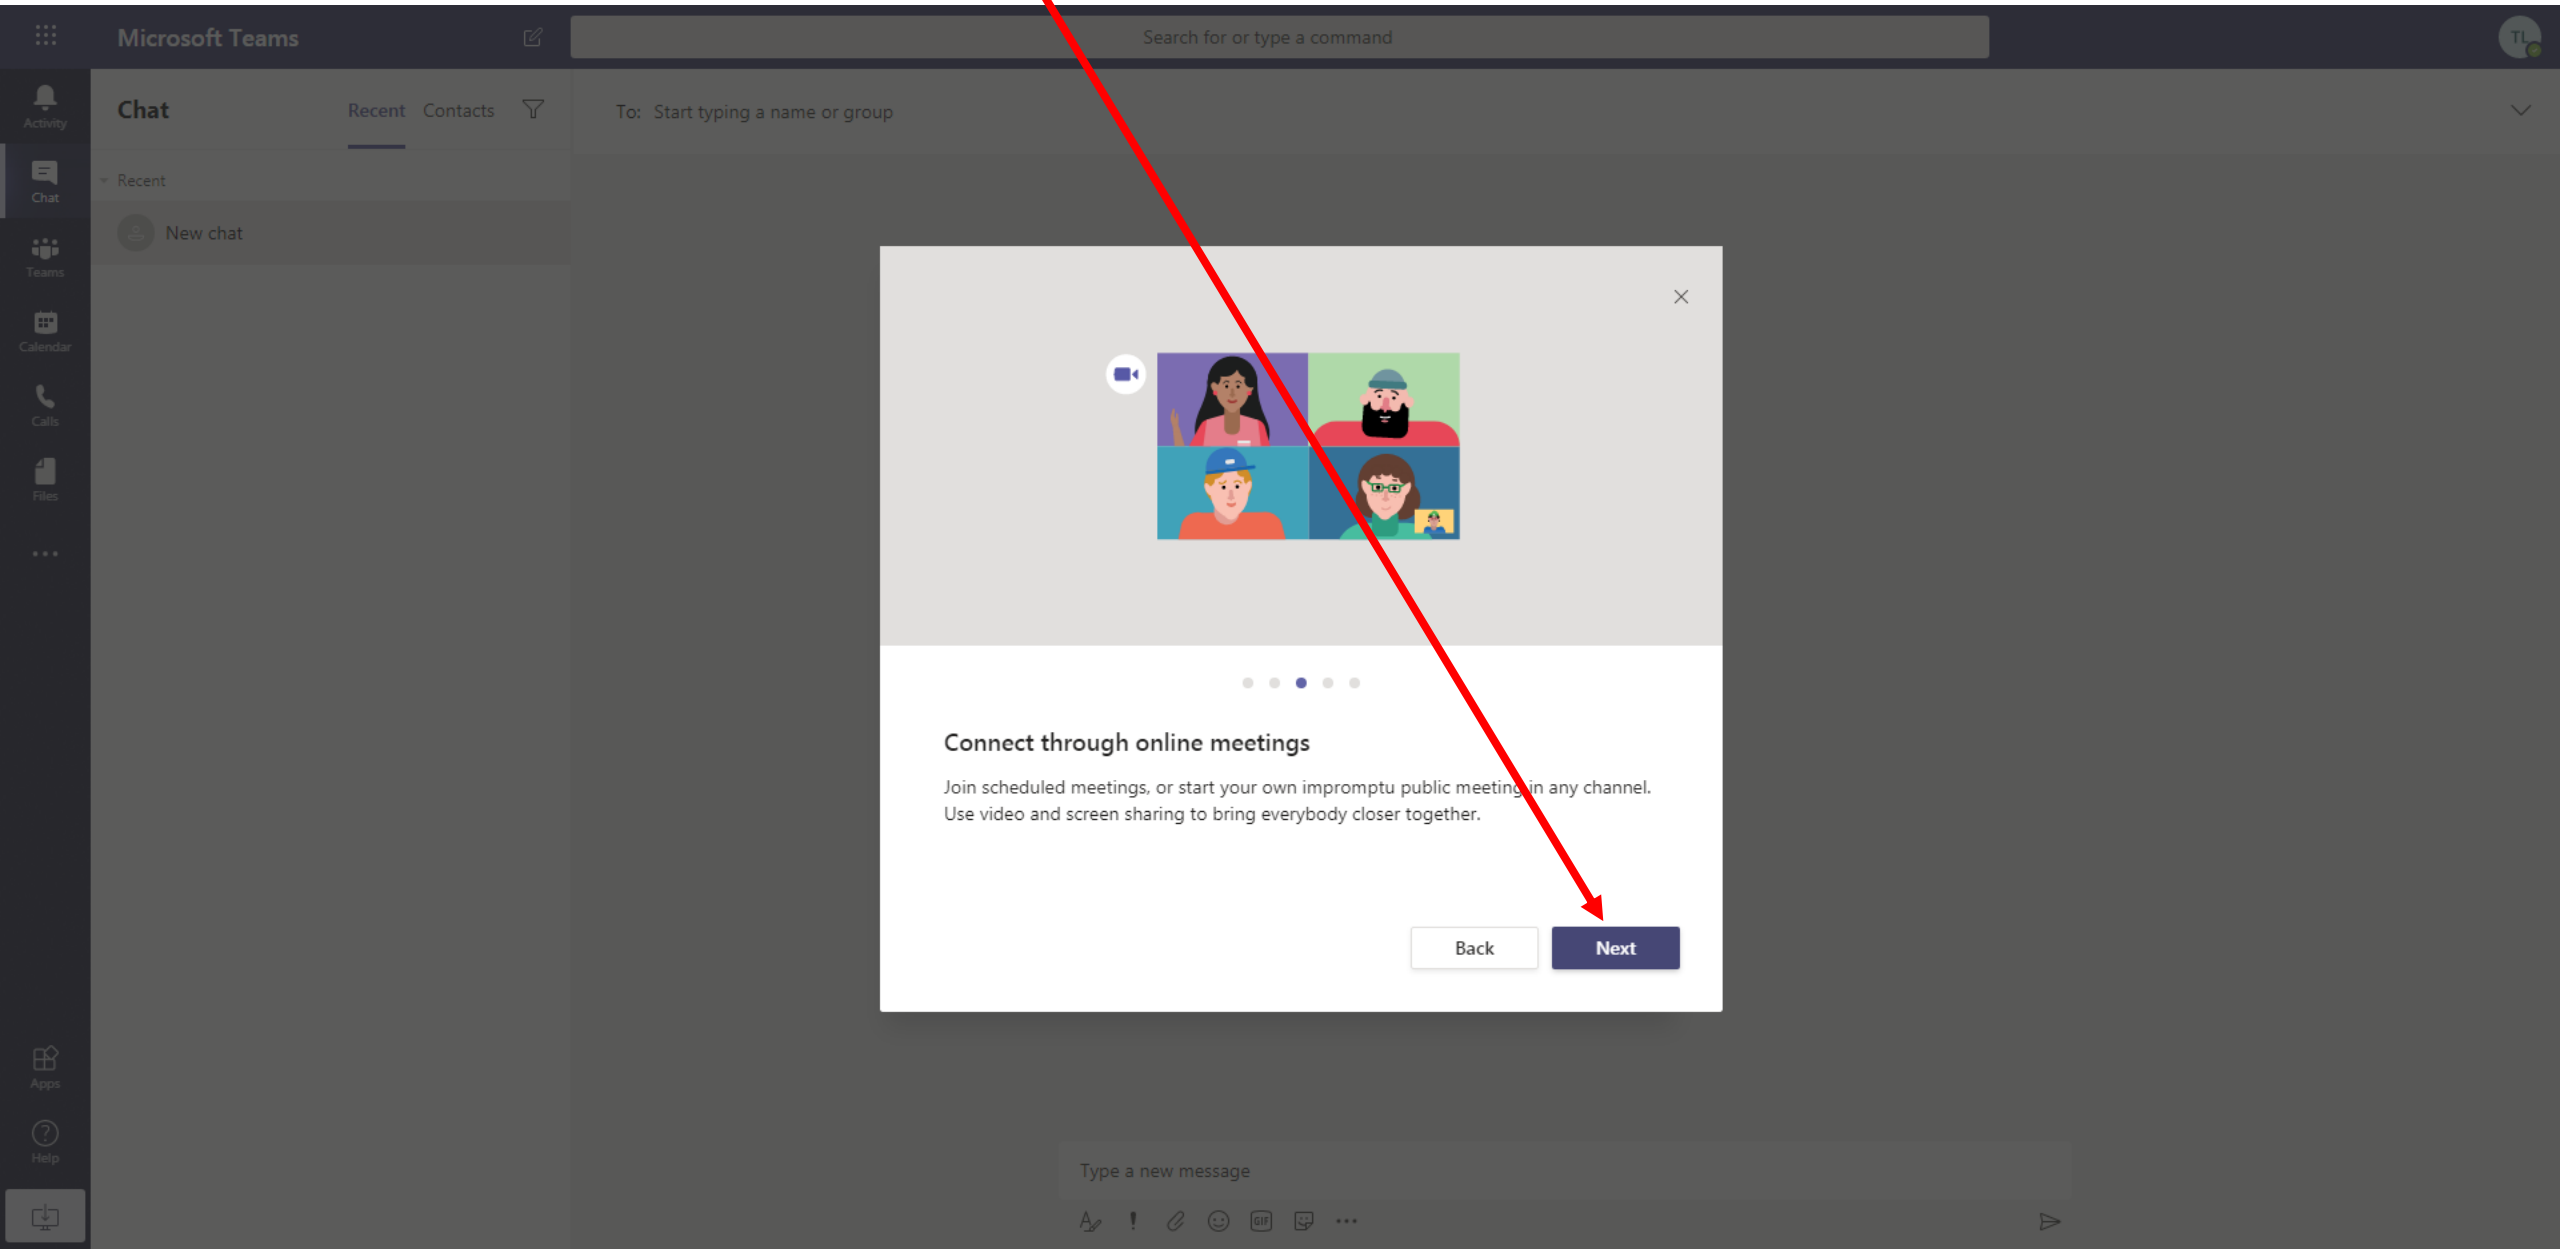 Microsoft Teams
Search for or type a command
TL
Activity
Chat
Teams
Calendar
Calls
Files
Apps
Help
Chat
Recent
Contacts
Recent
New chat
To: Start typing a name or group
Connect through online meetings
Join scheduled meetings, or start your own impromptu public meeting in any channel.
Use video and screen sharing to bring everybody closer together.
Back
Next
Type a new message
GIF